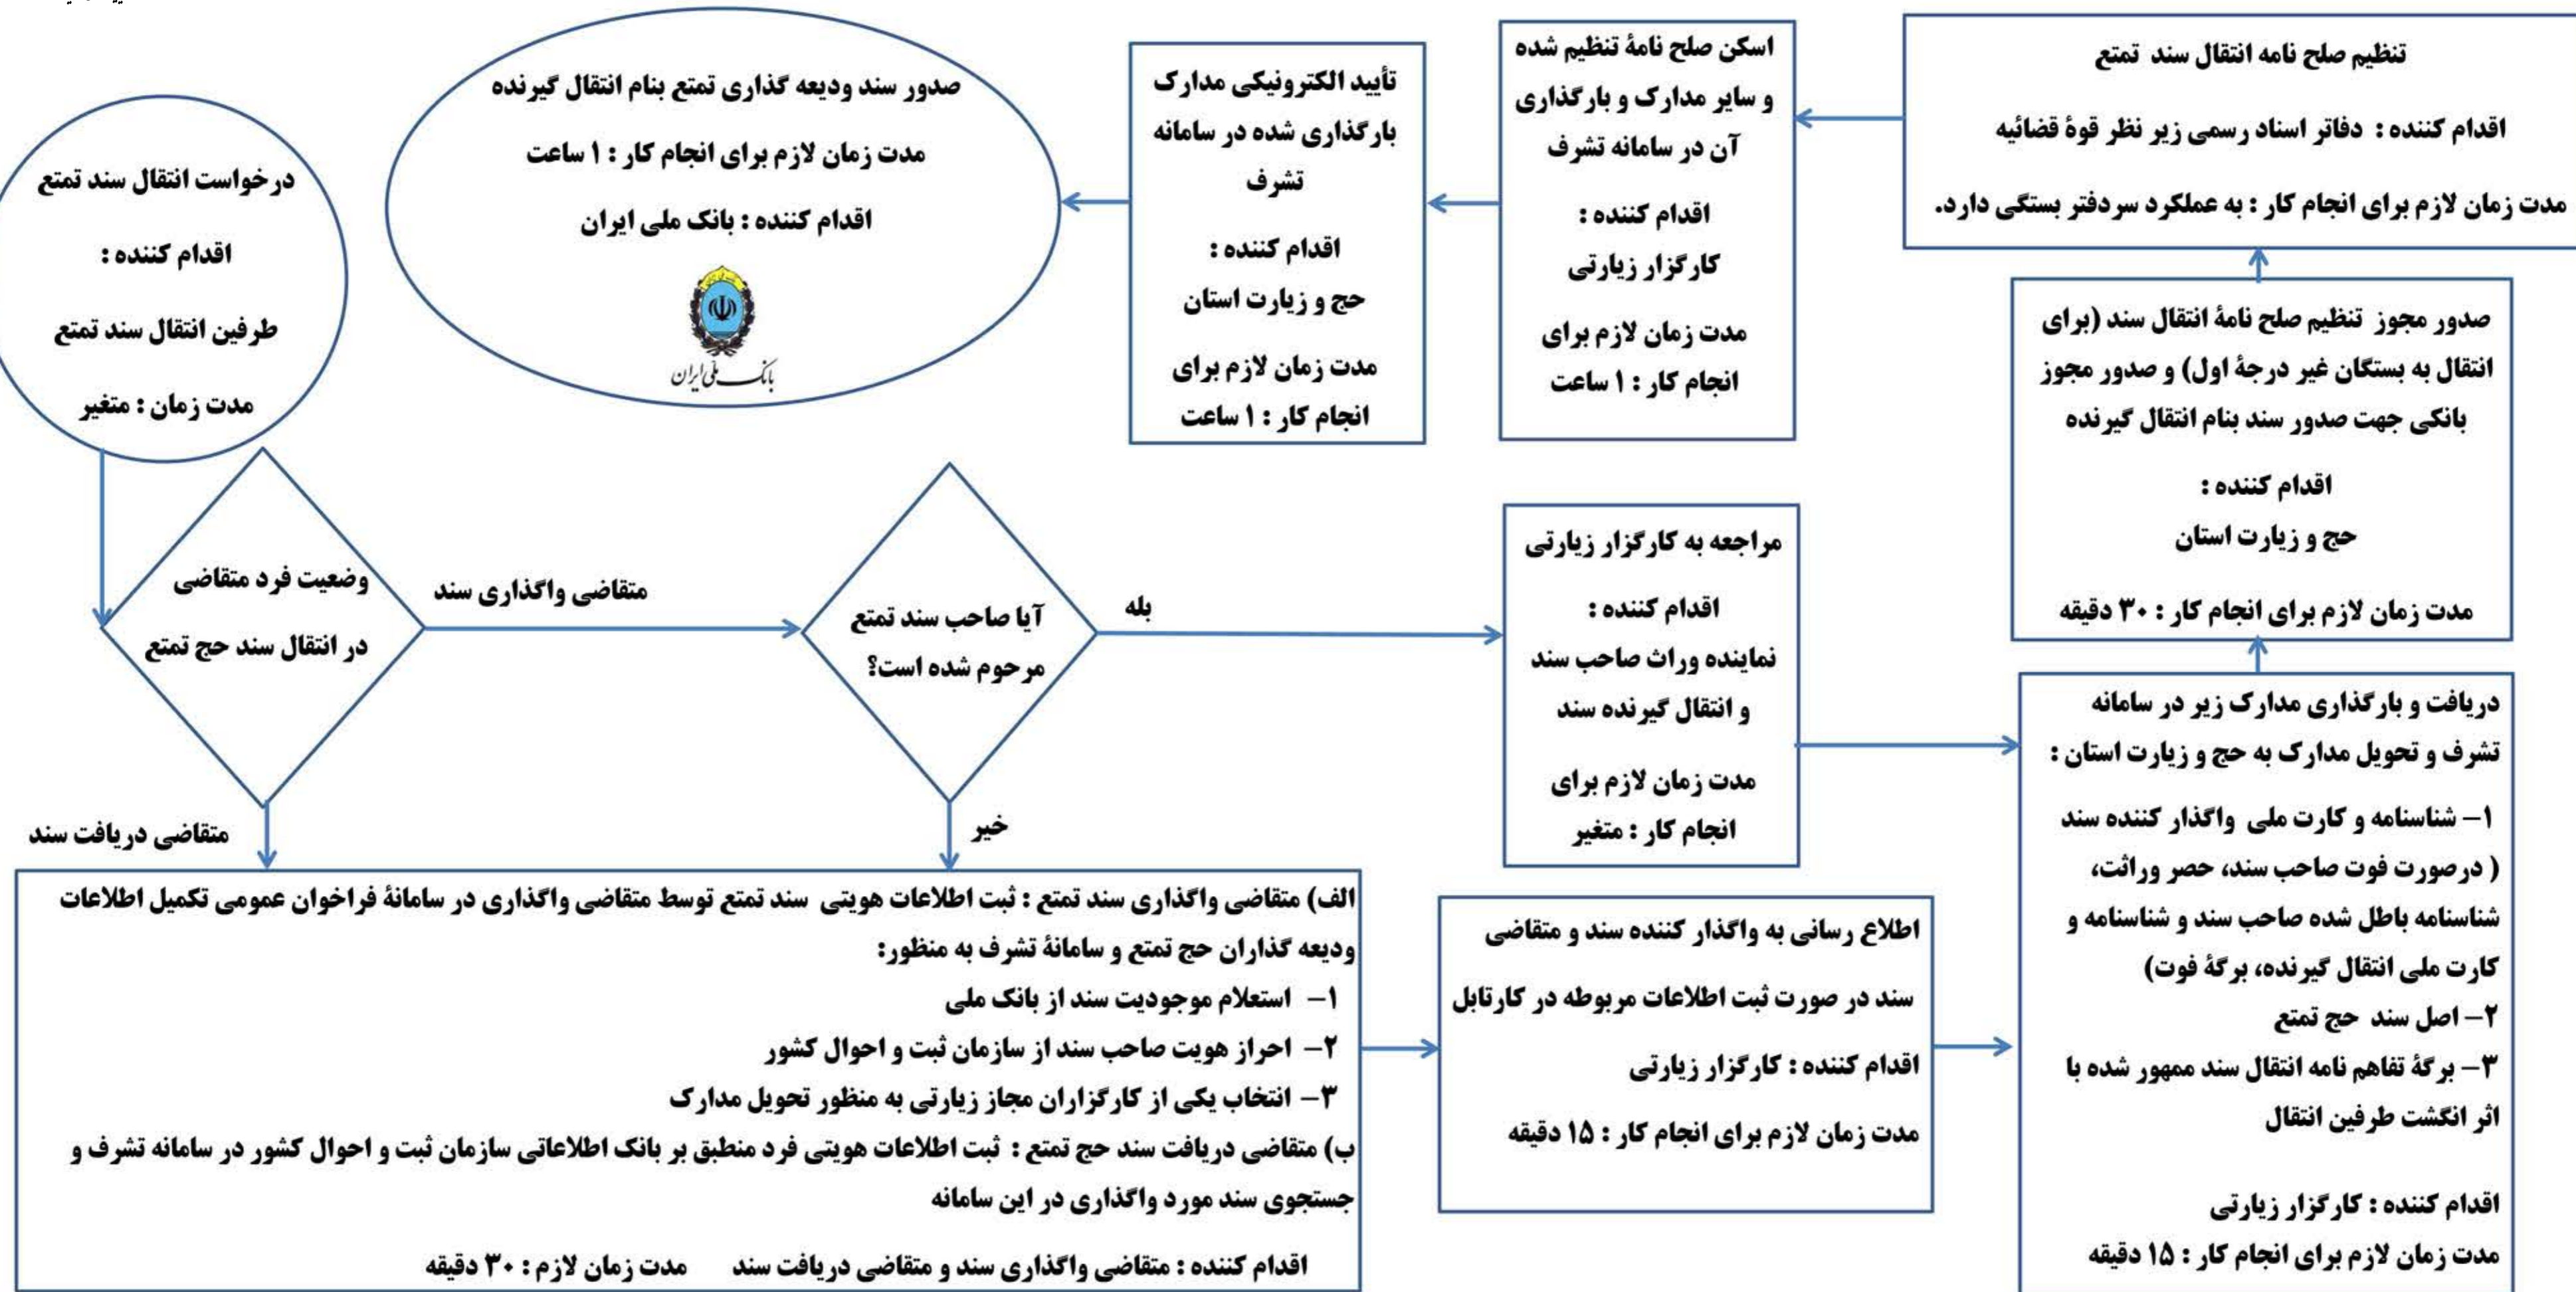 درخواست انتقال سند تمتع
اقدام کننده :
طرفین انتقال سند تمتع
مدت زمان : متغیر
وضعیت فرد متقاضی
در انتقال سند حج تمتع
متقاضی واگذاری سند
متقاضی دریافت سند
آیا صاحب سند تمتع
مرحوم شده است؟
بله
خیر
مراجعه به کارگزار زیارتی
اقدام کننده :
نماینده وراث صاحب سند
و انتقال گیرنده سند
مدت زمان لازم برای
انجام کار : متغیر
الف) متقاضی واگذاری سند تمتع : ثبت اطلاعات هویتی سند تمتع توسط متقاضی واگذاری در سامانۀ فراخوان عمومی تکمیل اطلاعات
ودیعه گذاران حج تمتع و سامانۀ تشرف به منظور:
۱– استعلام موجودیت سند از بانک ملی
۲– احراز هویت صاحب سند از سازمان ثبت و احوال کشور
۳– انتخاب یکی از کارگزاران مجاز زیارتی به منظور تحویل مدارک
ب) متقاضی دریافت سند حج تمتع : ثبت اطلاعات هویتی فرد منطبق بر بانک اطلاعاتی سازمان ثبت و احوال کشور در سامانه تشرف و
جستجوی سند مورد واگذاری در این سامانه
اقدام کننده : متقاضی واگذاری سند و متقاضی دریافت سند مدت زمان لازم : ۳۰ دقیقه
اطلاع رسانی به واگذار کننده سند و متقاضی
سند در صورت ثبت اطلاعات مربوطه در کارتابل
اقدام کننده : کارگزار زیارتی
مدت زمان لازم برای انجام کار : ۱۵ دقیقه
دریافت و بارگذاری مدارک زیر در سامانه
تشرف و تحویل مدارک به حج و زیارت استان :
۱– شناسنامه و کارت ملی واگذار کننده سند
( درصورت فوت صاحب سند، حصر وراثت،
شناسنامه باطل شده صاحب سند و شناسنامه و
کارت ملی انتقال گیرنده، برگۀ فوت)
۲– اصل سند حج تمتع
۳– برگۀ تفاهم نامه انتقال سند ممهور شده با
اثر انگشت طرفین انتقال
اقدام کننده : کارگزار زیارتی
مدت زمان لازم برای انجام کار : ۱۵ دقیقه
صدور مجوز تنظیم صلح نامۀ انتقال سند (برای
انتقال به بستگان غیر درجۀ اول) و صدور مجوز
بانکی جهت صدور سند بنام انتقال گیرنده
اقدام کننده :
حج و زیارت استان
مدت زمان لازم برای انجام کار : ۳۰ دقیقه
تنظیم صلح نامه انتقال سند تمتع
اقدام کننده : دفاتر اسناد رسمی زیر نظر قوۀ قضائیه
مدت زمان لازم برای انجام کار : به عملکرد سردفتر بستگی دارد.
اسکن صلح نامۀ تنظیم شده
و سایر مدارک و بارگذاری
آن در سامانه تشرف
اقدام کننده :
کارگزار زیارتی
مدت زمان لازم برای
انجام کار : ۱ ساعت
تأیید الکترونیکی مدارک
بارگذاری شده در سامانه
تشرف
اقدام کننده :
حج و زیارت استان
مدت زمان لازم برای
انجام کار : ۱ ساعت
صدور سند ودیعه گذاری تمتع بنام انتقال گیرنده
مدت زمان لازم برای انجام کار : ۱ ساعت
اقدام کننده : بانک ملی ایران
بانک ملی ایران